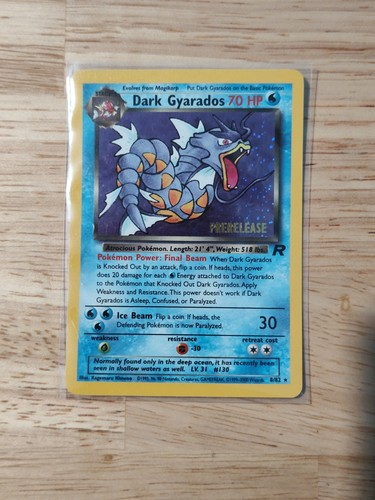 Evolves from Magikarp Put Dark Gyarados on the Basic Pokémon
Dark Gyarados 70 HP
PRERELEASE
Atrocious Pokémon. Length: 21' 4", Weight: 518 lbs.
R
Pokémon Power: Final Beam When Dark Gyarados
is Knocked Out by an attack, flip a coin. If heads, this power
does 20 damage for each Energy attached to Dark Gyarados
to the Pokémon that Knocked Out Dark Gyarados. Apply
Weakness and Resistance. This power doesn't work if Dark
Gyarados is Asleep, Confused, or Paralyzed.
Ice Beam Flip a coin. If heads, the
Defending Pokémon is now Paralyzed.
30
weakness resistance retreat cost
-30
Normally found only in the deep ocean, it has recently been
seen in shallow waters as well. LV. 31 #130
8/82